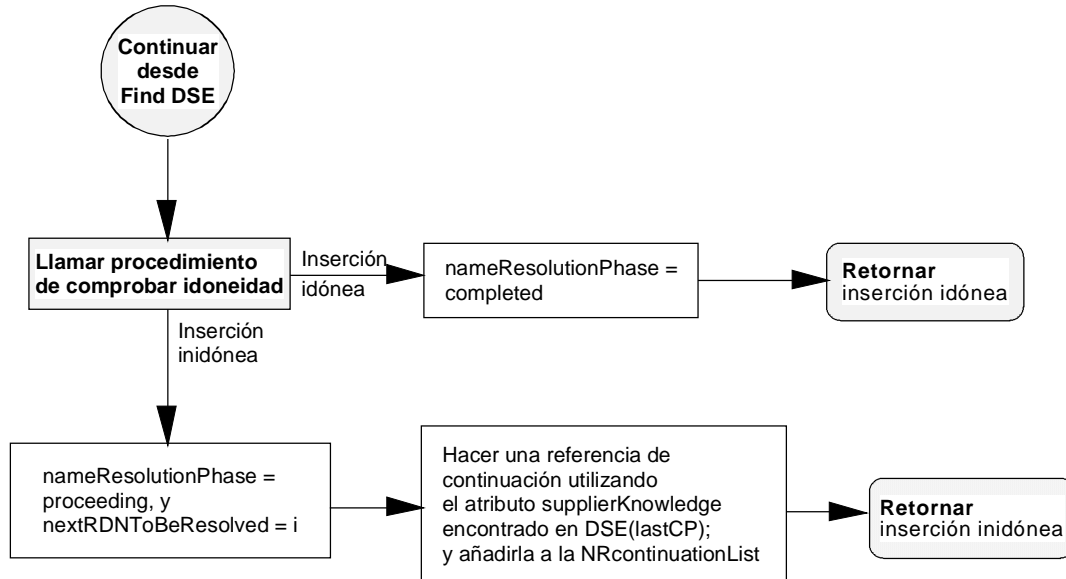 Continuar
desde
Find DSE
Llamar procedimiento
de comprobar idoneidad
Inserción
idónea
nameResolutionPhase =
completed
Retornar
inserción idónea
Inserción
inidónea
nameResolutionPhase =
proceeding, y
nextRDNToBeResolved = i
Hacer una referencia de
continuación utilizando
el atributo supplierKnowledge
encontrado en DSE(lastCP);
y añadirla a la NRcontinuationList
Retornar
inserción inidónea